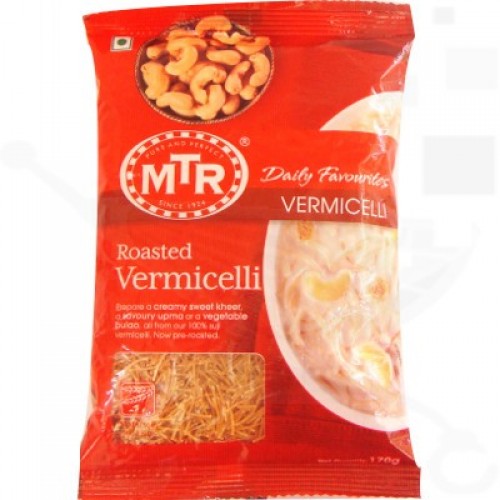 PURE AND PERFECT
MTR
®
SINCE 1924
Daily Favourites
VERMICELLI
Roasted
Vermicelli
Prepare a creamy sweet kheer,
a savoury upma or a vegetable
pulao, all from our 100% suji
vermicelli. Now pre-roasted.
170g